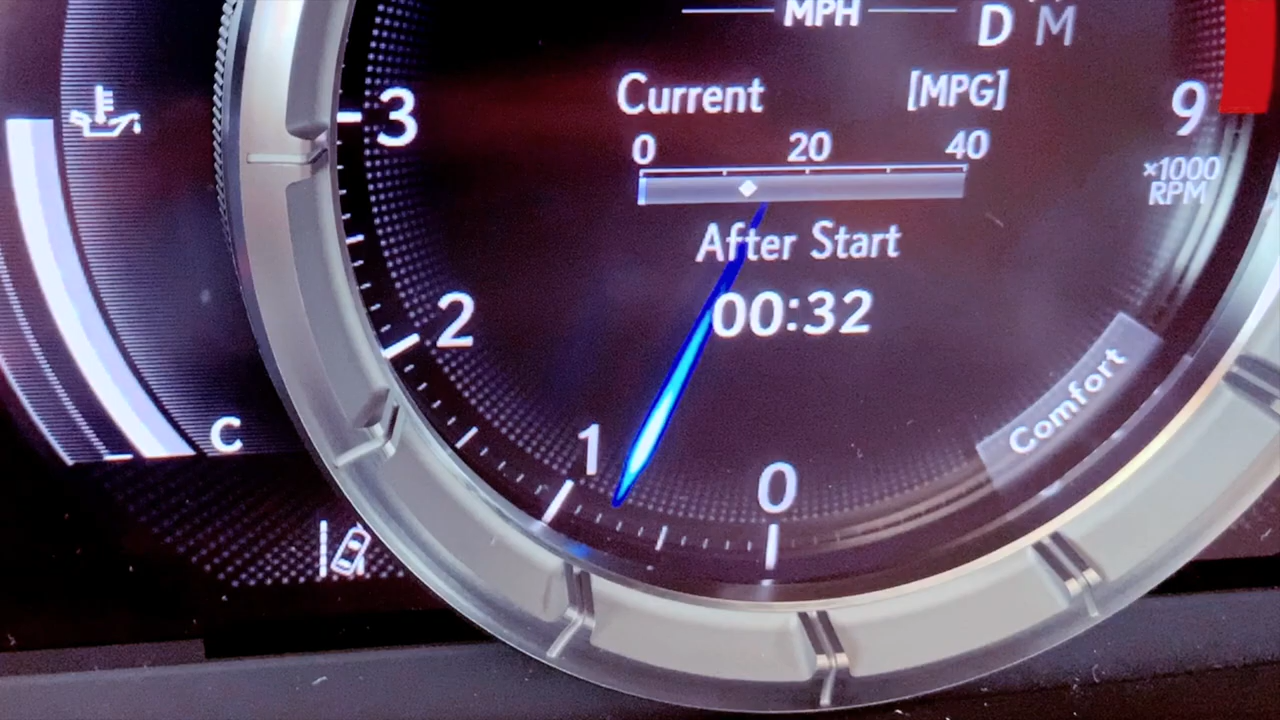 MPH
D M
Current [MPG]
0 20 40
After Start
00:32
3
2
1
0
9
×1000
RPM
Comfort
C